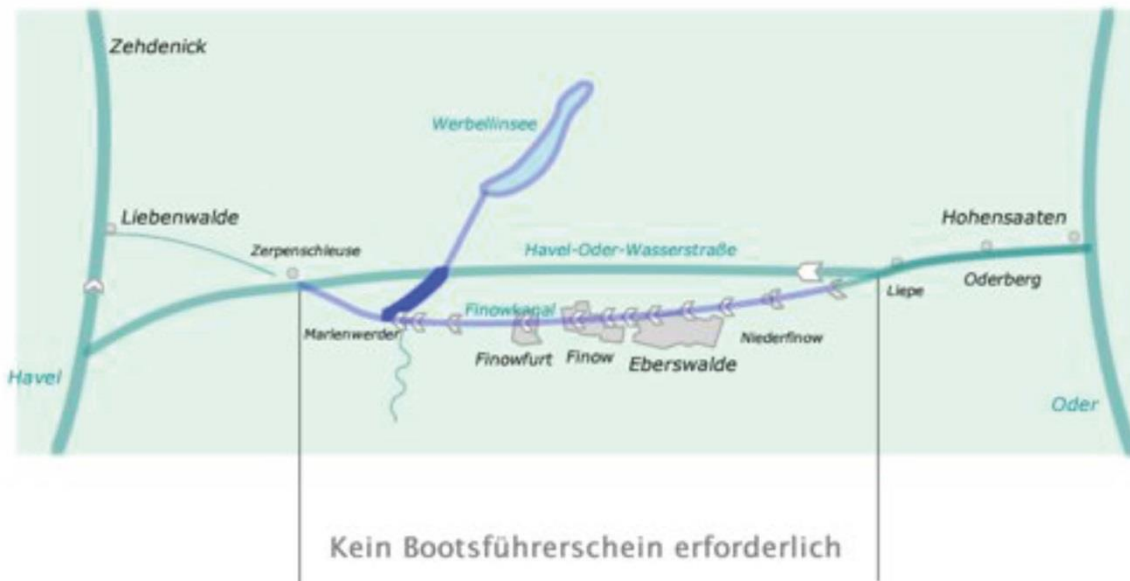 Zehdenick
Werbellinsee
Liebenwalde
Hohensaaten
Zerpenschleuse
Havel-Oder-Wasserstraße
Oderberg
Liepe
Finowkanal
Marienwerder
Niederfinow
Finowfurt
Finow
Eberswalde
Havel
Oder
Kein Bootsführerschein erforderlich